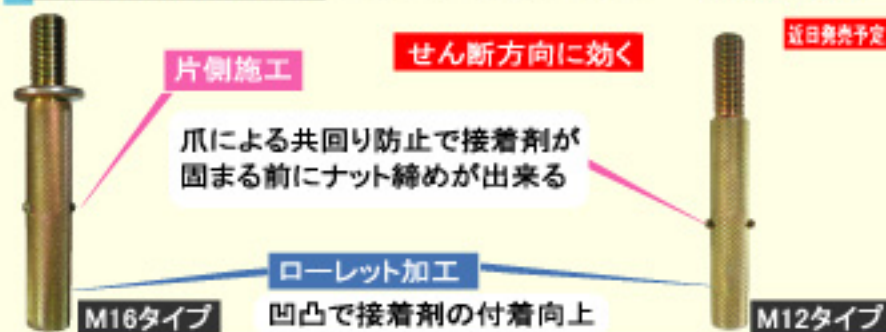 近日発売予定
片側施工
せん断方向に効く
爪による共回り防止で接着剤が
固まる前にナット締めが出来る
ローレット加工
凹凸で接着剤の付着向上
M16タイプ
M12タイプ